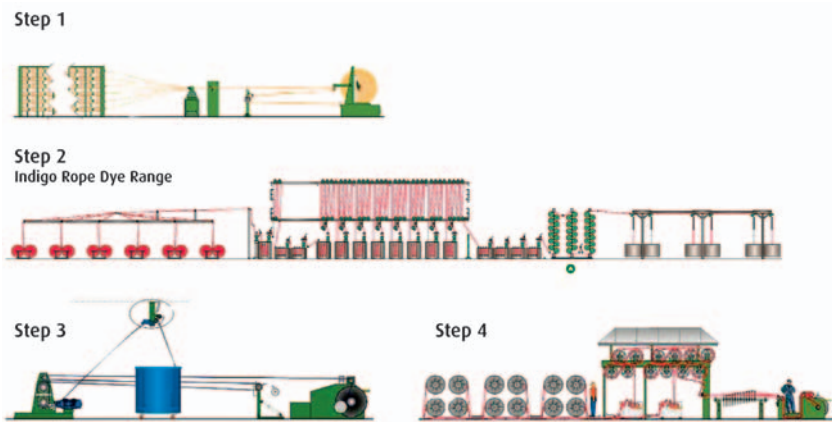 Step 1
Step 2
Indigo Rope Dye Range
Step 3
Step 4